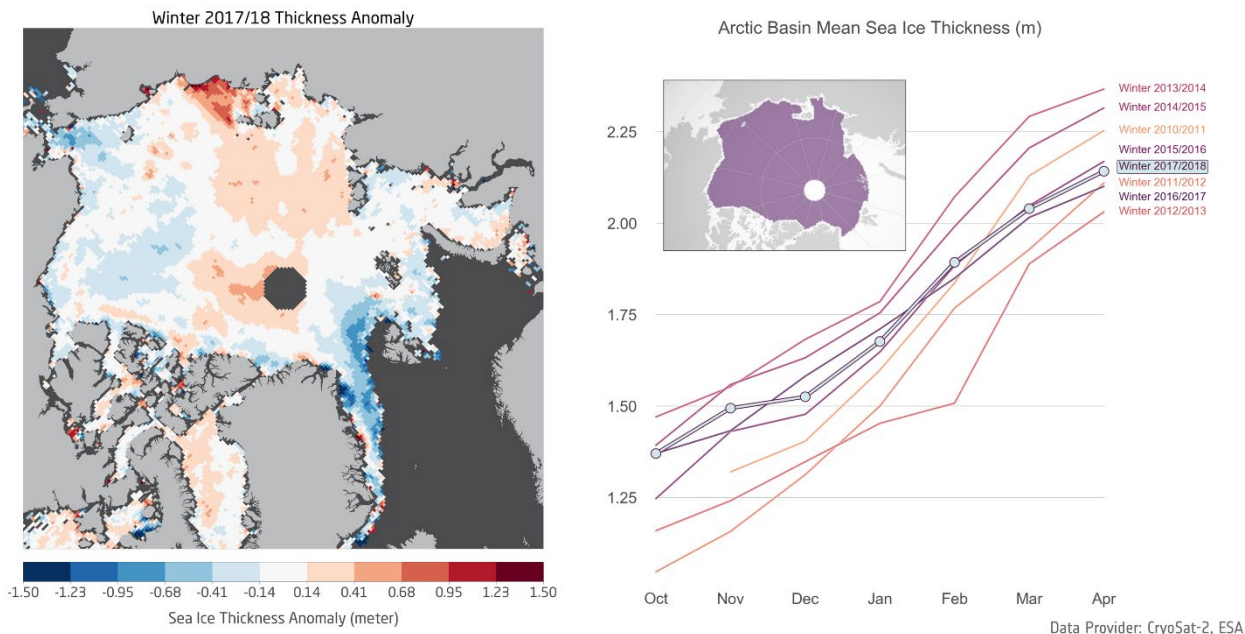 Winter 2017/18 Thickness Anomaly
-1.50 -1.23 -0.95 -0.68 -0.41 -0.14 0.14 0.41 0.68 0.95 1.23 1.50
Sea Ice Thickness Anomaly (meter)
Arctic Basin Mean Sea Ice Thickness (m)
2.25
2.00
1.75
1.50
1.25
Winter 2013/2014
Winter 2014/2015
Winter 2010/2011
Winter 2015/2016
Winter 2017/2018
Winter 2011/2012
Winter 2016/2017
Winter 2012/2013
Oct Nov Dec Jan Feb Mar Apr
Data Provider: CryoSat-2, ESA